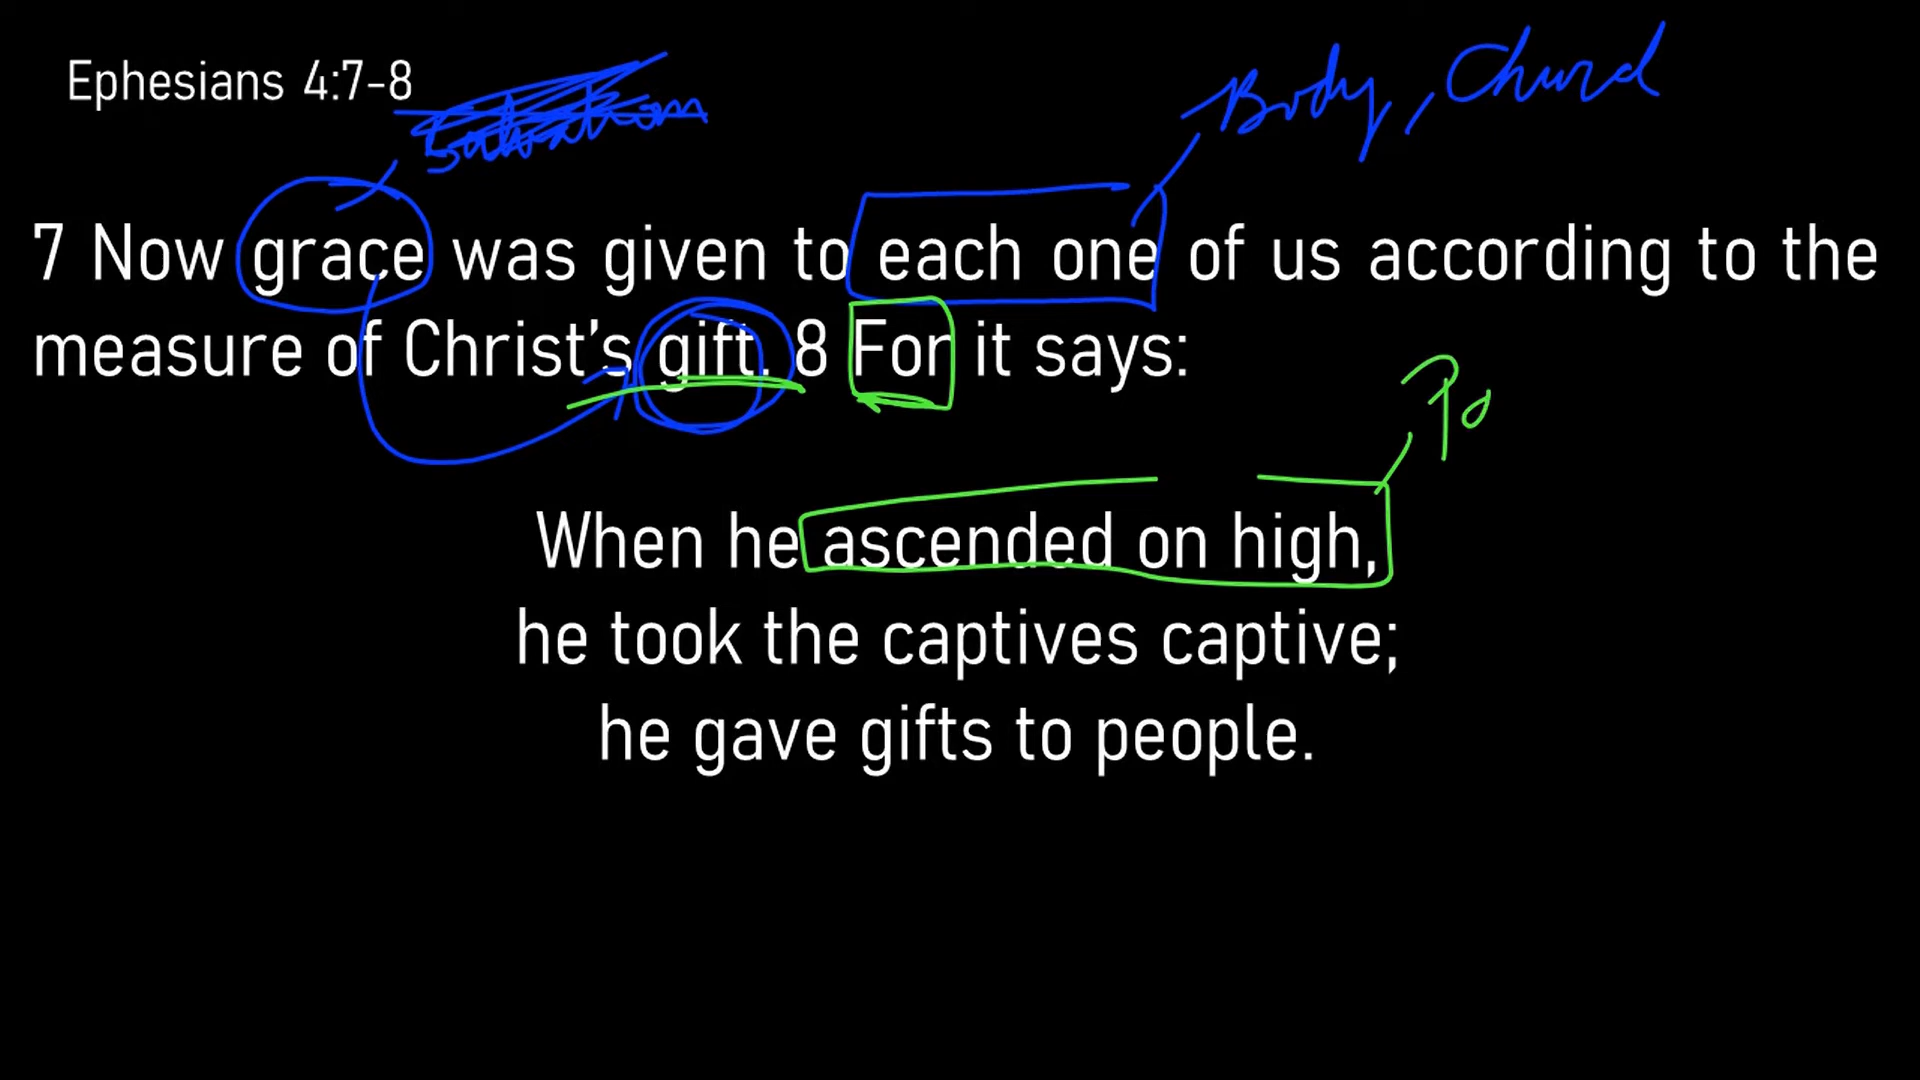 Ephesians 4:7-8
Salvation
Body, Church
7 Now grace was given to each one of us according to the
measure of Christ’s gift. 8 For it says:
Ps
When he ascended on high,
he took the captives captive;
he gave gifts to people.